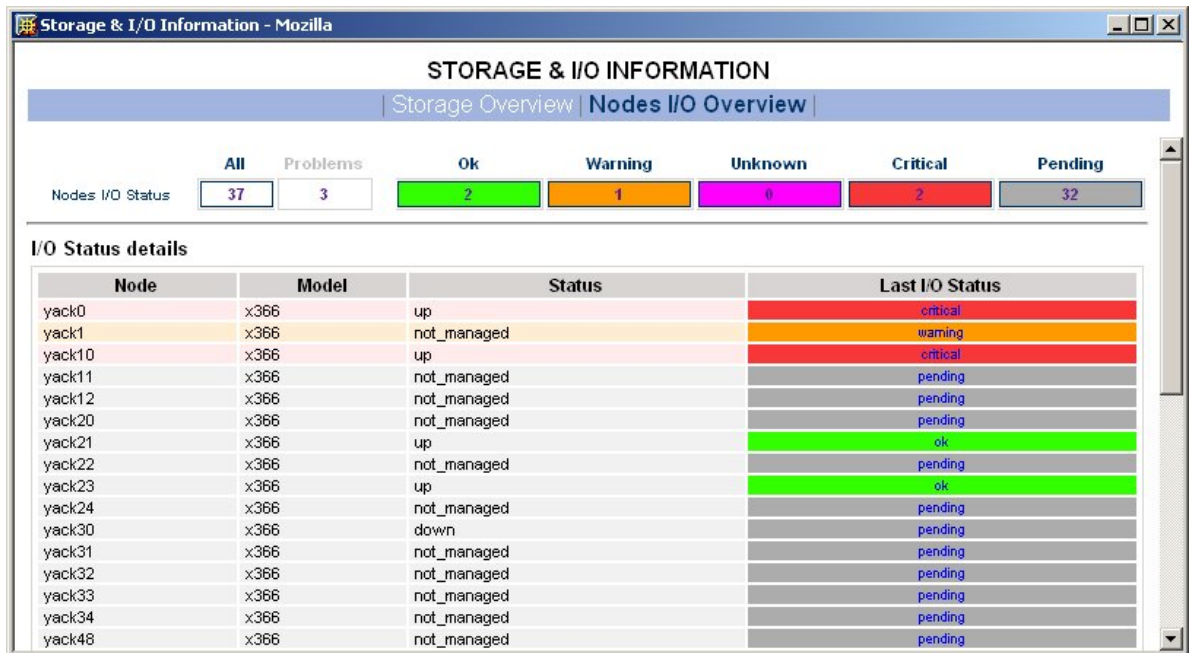 Storage & I/O Information - Mozilla
STORAGE & I/O INFORMATION
| Storage Overview | Nodes I/O Overview |
All Problems Ok Warning Unknown Critical Pending
Nodes I/O Status 37 3 2 1 0 2 32
I/O Status details
Node Model Status Last I/O Status
yack0 x366 up critical
yack1 x366 not_managed warning
yack10 x366 up critical
yack11 x366 not_managed pending
yack12 x366 not_managed pending
yack20 x366 not_managed pending
yack21 x366 up ok
yack22 x366 not_managed pending
yack23 x366 up ok
yack24 x366 not_managed pending
yack30 x366 down pending
yack31 x366 not_managed pending
yack32 x366 not_managed pending
yack33 x366 not_managed pending
yack34 x366 not_managed pending
yack48 x366 not_managed pending